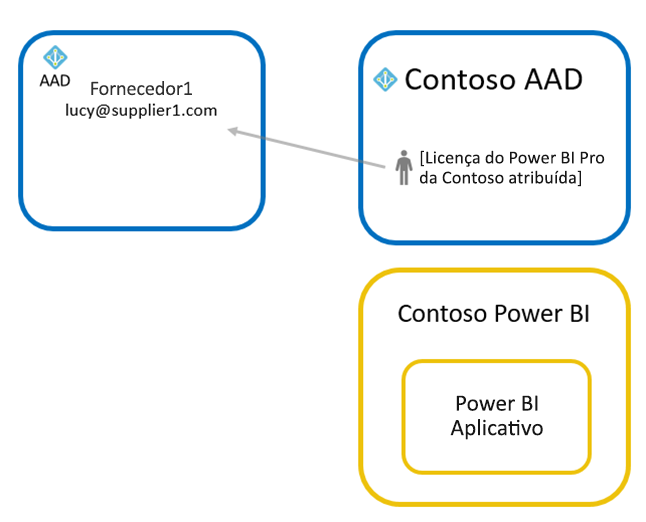 AAD
Fornecedor1
lucy@supplier1.com
Contoso AAD
[Licença do Power BI Pro
da Contoso atribuída]
Contoso Power BI
Power BI
Aplicativo